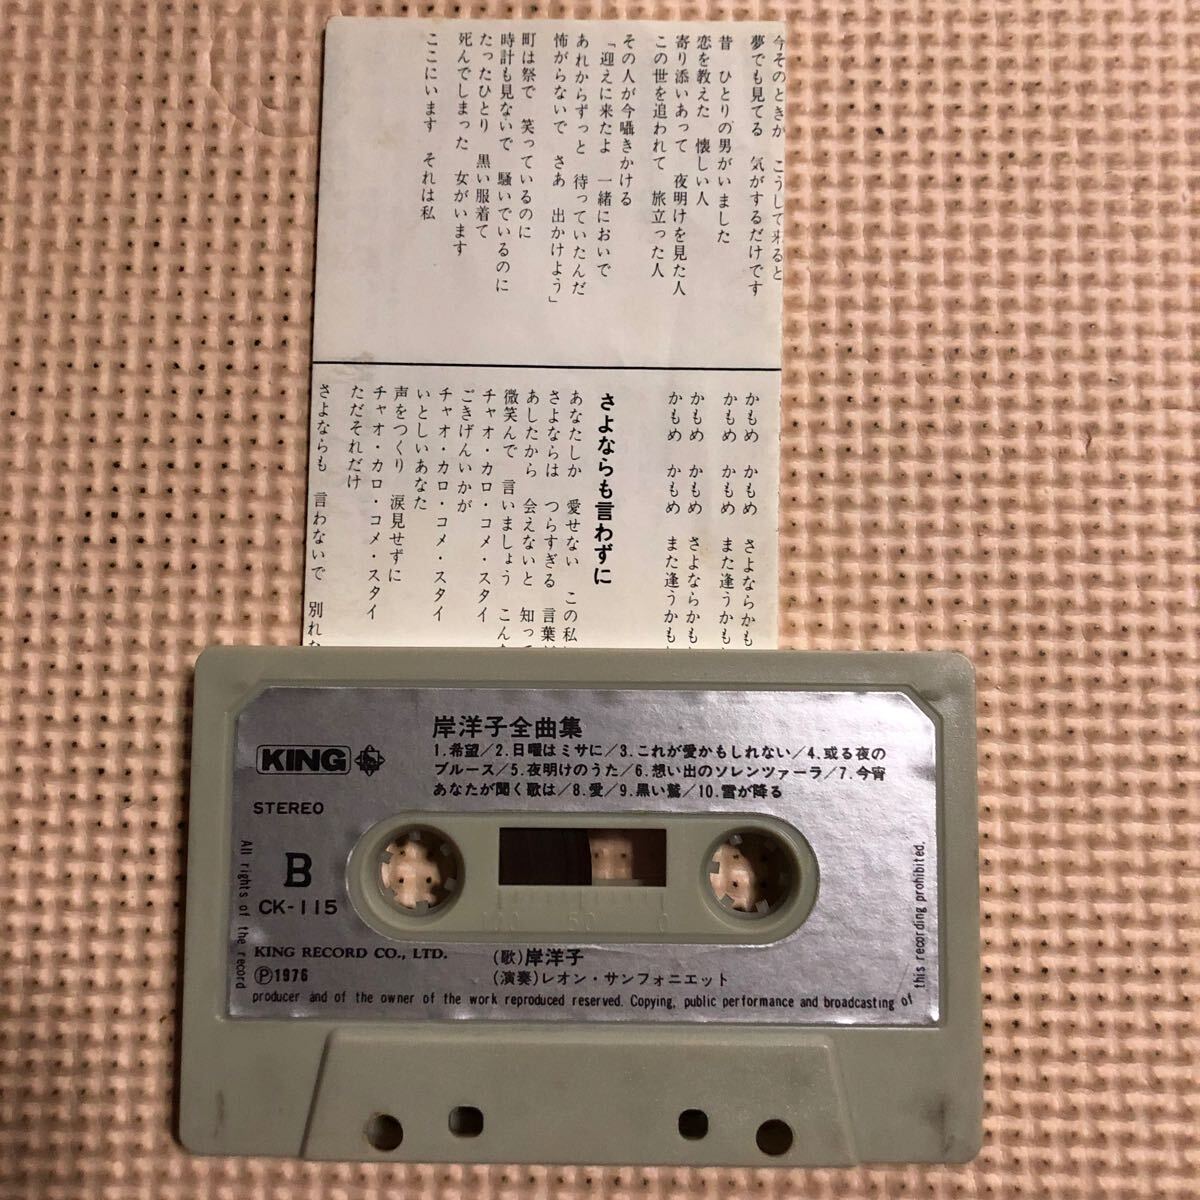 今そのときが　こうして来ると
夢でも見てる　気がするだけです
昔　ひとりの男がいました
恋を教えた　懐しい人
寄り添いあって　夜明けを見た人
この世を追われて　旅立った人
その人が今囁きかける
「迎えに来たよ　一緒においで
あれからずっと　待っていたんだ
怖がらないで　さあ　出かけよう」
町は祭で　笑っているのに
時計も見ないで　騒いでいるのに
たったひとり　黒い服着て
死んでしまった　女がいます
ここにいます　それは私
かもめ　かもめ　さよならかも
かもめ　かもめ　また逢うかも
かもめ　かもめ　さよならかも
かもめ　かもめ　また逢うかも
さよならも言わずに
あなたしか　愛せない　この私
さよならは　つらすぎる　言葉
あしたから　会えないと　知って
微笑んで　言いましょう　こん
チャオ・カロ・コメ・スタイ
ごきげんいかが
チャオ・カロ・コメ・スタイ
いとしいあなた
声をつくり　涙見せずに
チャオ・カロ・コメ・スタイ
ただそれだけ
さよならも　言わないで　別れ
岸洋子全曲集
KING
1.希望/2.日曜はミサに/3.これが愛かもしれない/4.或る夜の
ブルース/5.夜明けのうた/6.想い出のソレンツァーラ/7.今宵
あなたが聞く歌は/8.愛/9.黒い鷲/10.雪が降る
STEREO
B
CK-115
100 50 0
KING RECORD CO., LTD.
Ⓟ1976
(歌)岸洋子
(演奏)レオン・サンフォニエット
All rights of the record
producer and of the owner of the work reproduced reserved. Copying, public performance and broadcasting of
this recording prohibited.